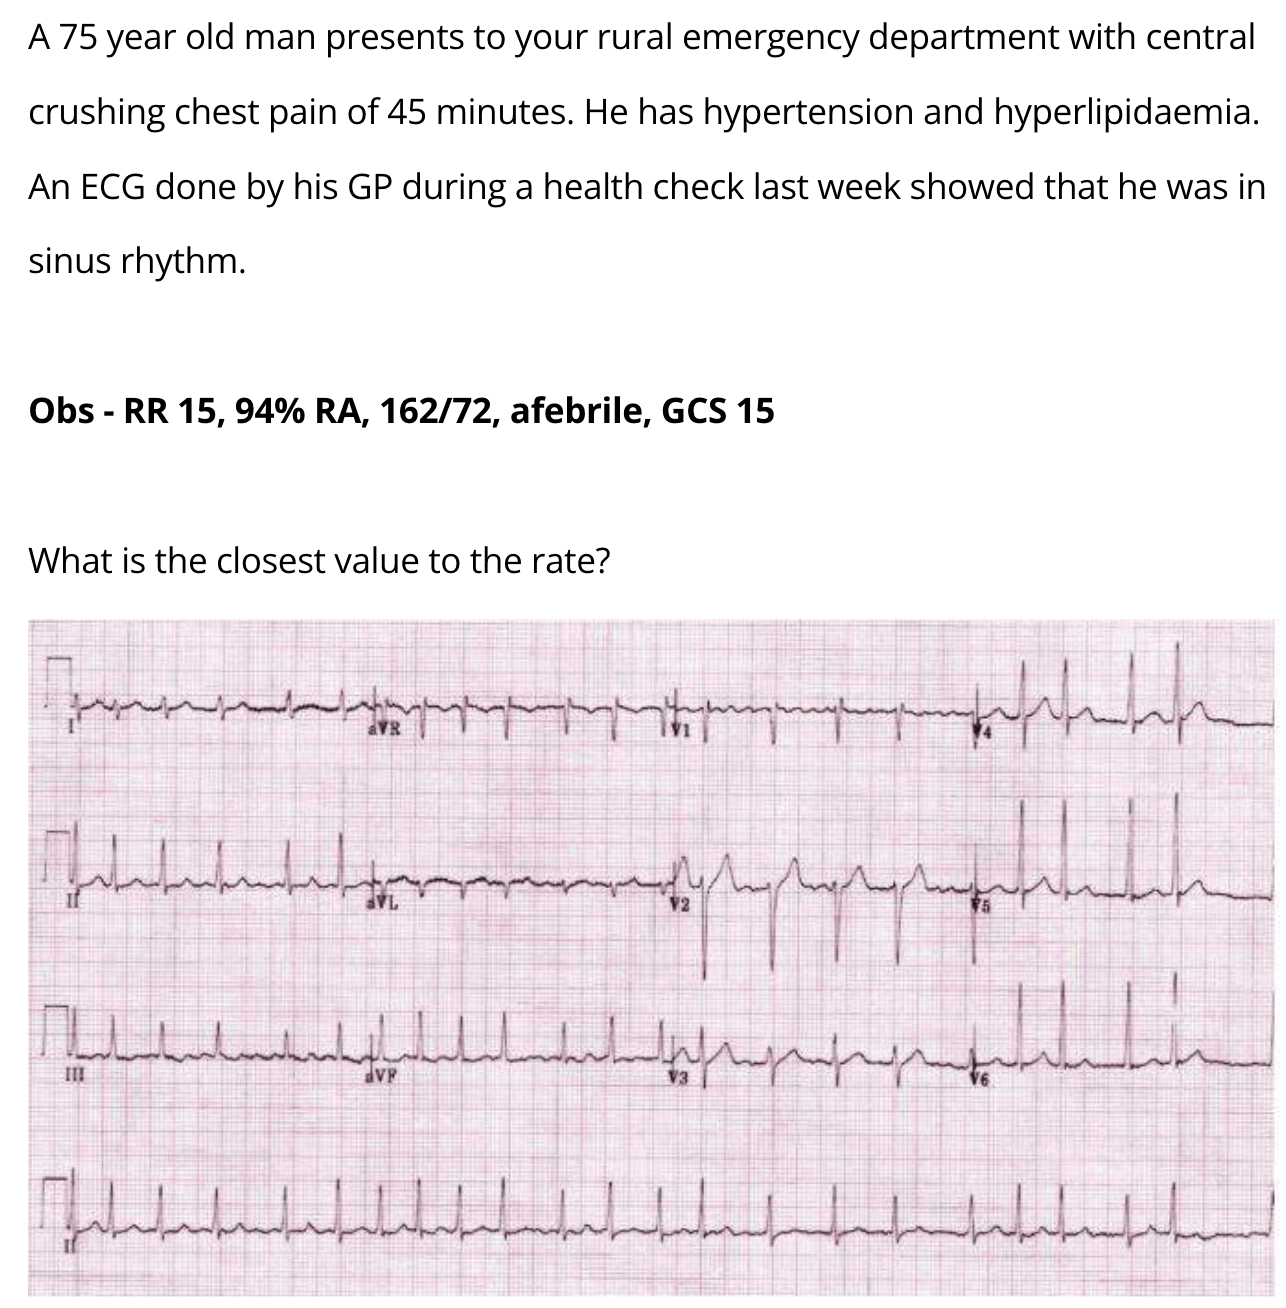 A 75 year old man presents to your rural emergency department with central
crushing chest pain of 45 minutes. He has hypertension and hyperlipidaemia.
An ECG done by his GP during a health check last week showed that he was in
sinus rhythm.
Obs - RR 15, 94% RA, 162/72, afebrile, GCS 15
What is the closest value to the rate?
I aVR V1 V4
II aVL V2 V5
III aVF V3 V6
II